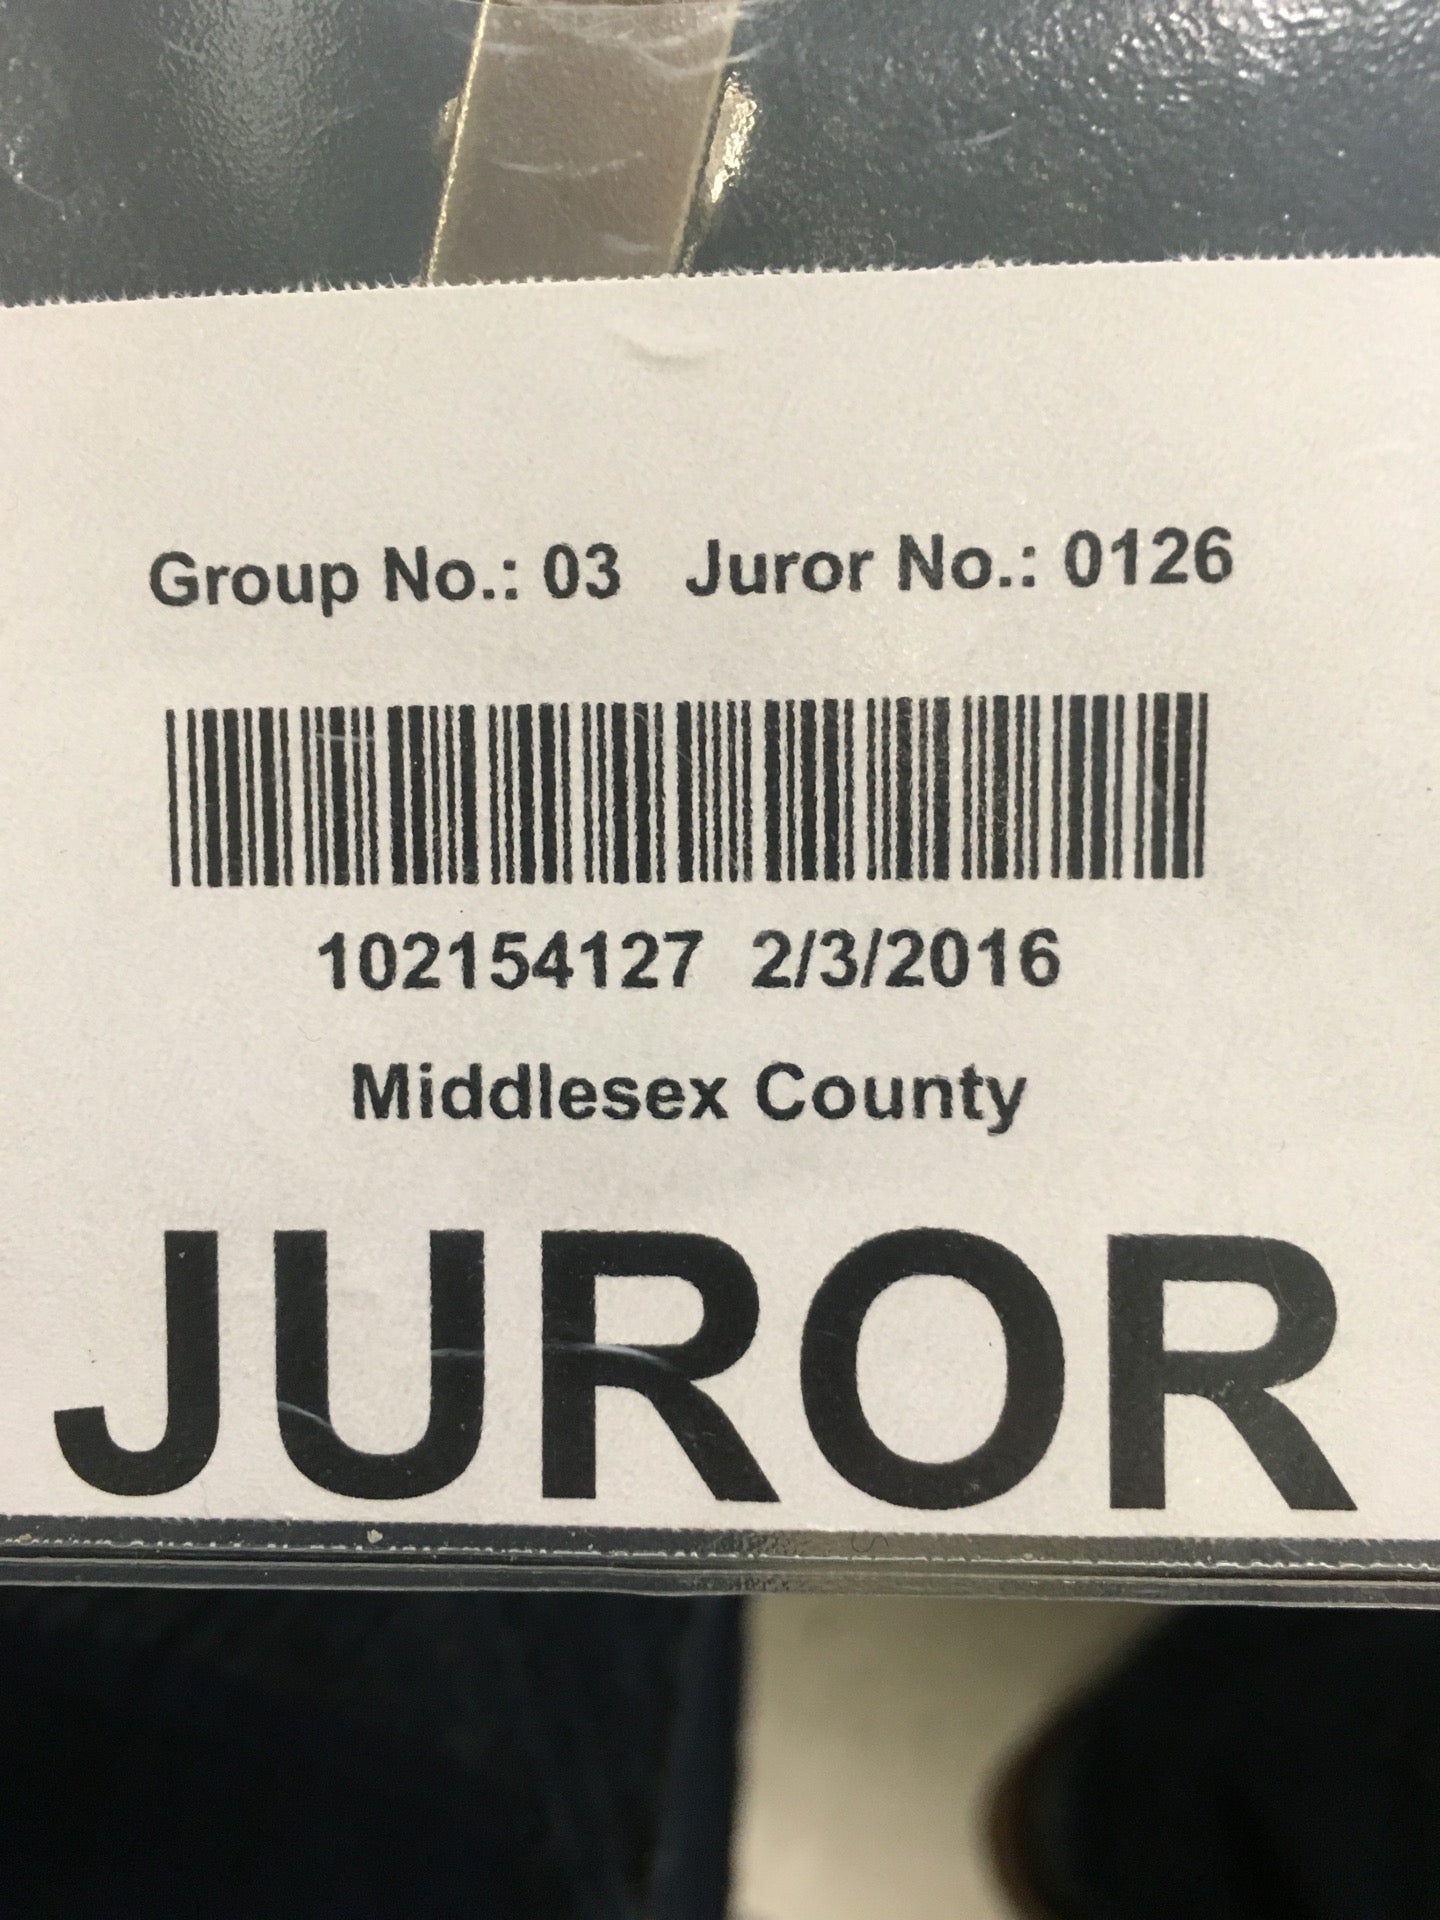 Group No.: 03 Juror No.: 0126
102154127 2/3/2016
Middlesex County
JUROR